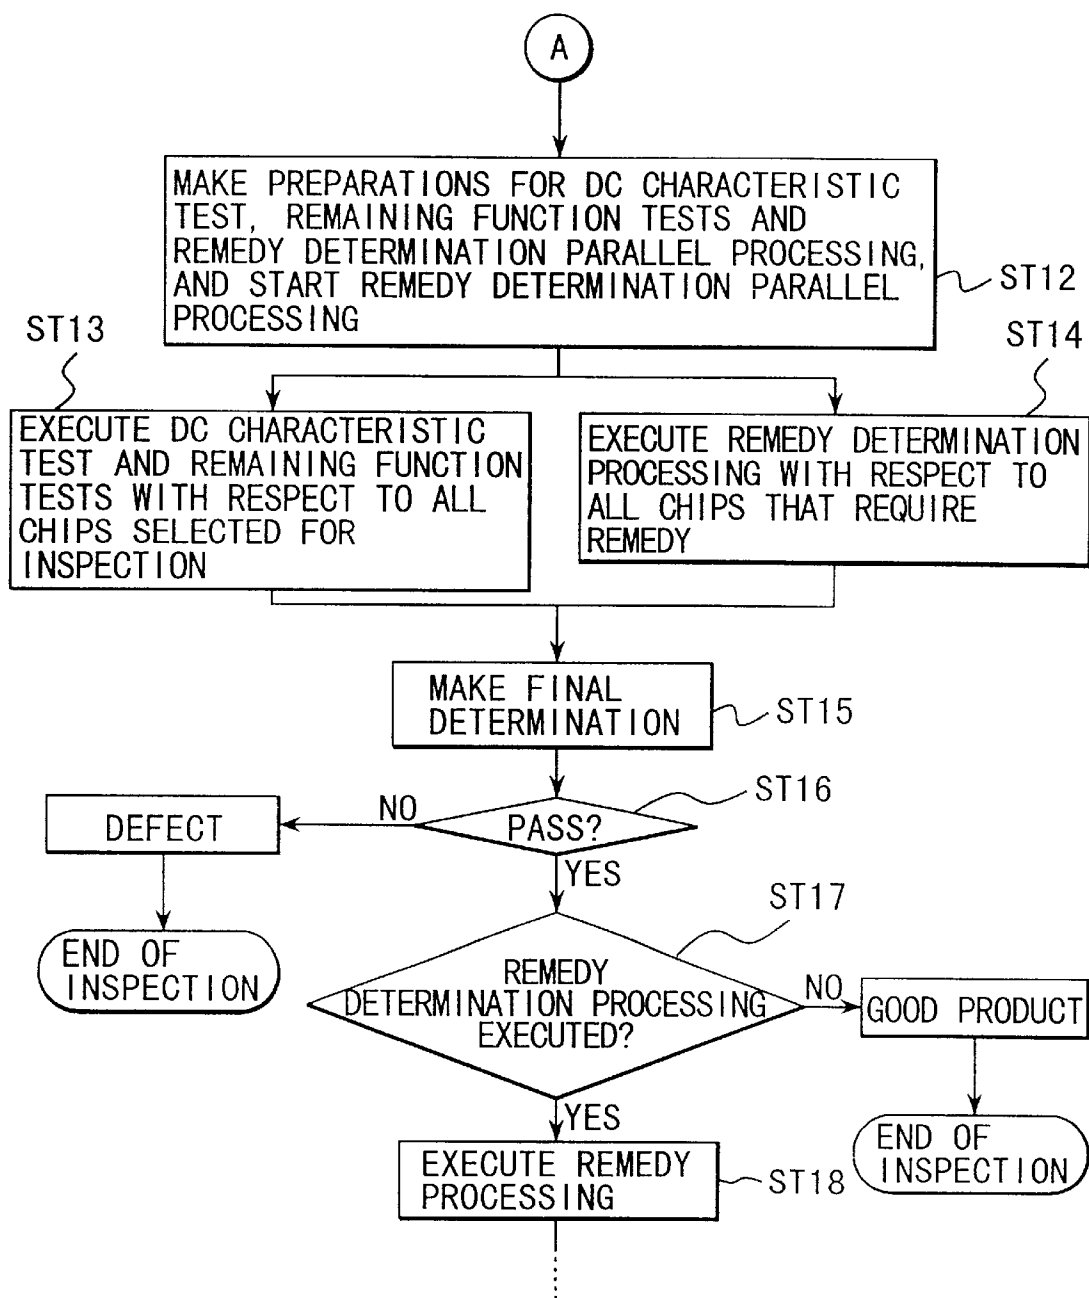 A
MAKE PREPARATIONS FOR DC CHARACTERISTIC
TEST, REMAINING FUNCTION TESTS AND
REMEDY DETERMINATION PARALLEL PROCESSING,
AND START REMEDY DETERMINATION PARALLEL
PROCESSING
ST12
ST13
EXECUTE DC CHARACTERISTIC
TEST AND REMAINING FUNCTION
TESTS WITH RESPECT TO ALL
CHIPS SELECTED FOR
INSPECTION
ST14
EXECUTE REMEDY DETERMINATION
PROCESSING WITH RESPECT TO
ALL CHIPS THAT REQUIRE
REMEDY
MAKE FINAL
DETERMINATION
ST15
ST16
PASS?
NO
DEFECT
END OF
INSPECTION
YES
ST17
REMEDY
DETERMINATION PROCESSING
EXECUTED?
NO
GOOD PRODUCT
END OF
INSPECTION
YES
EXECUTE REMEDY
PROCESSING
ST18